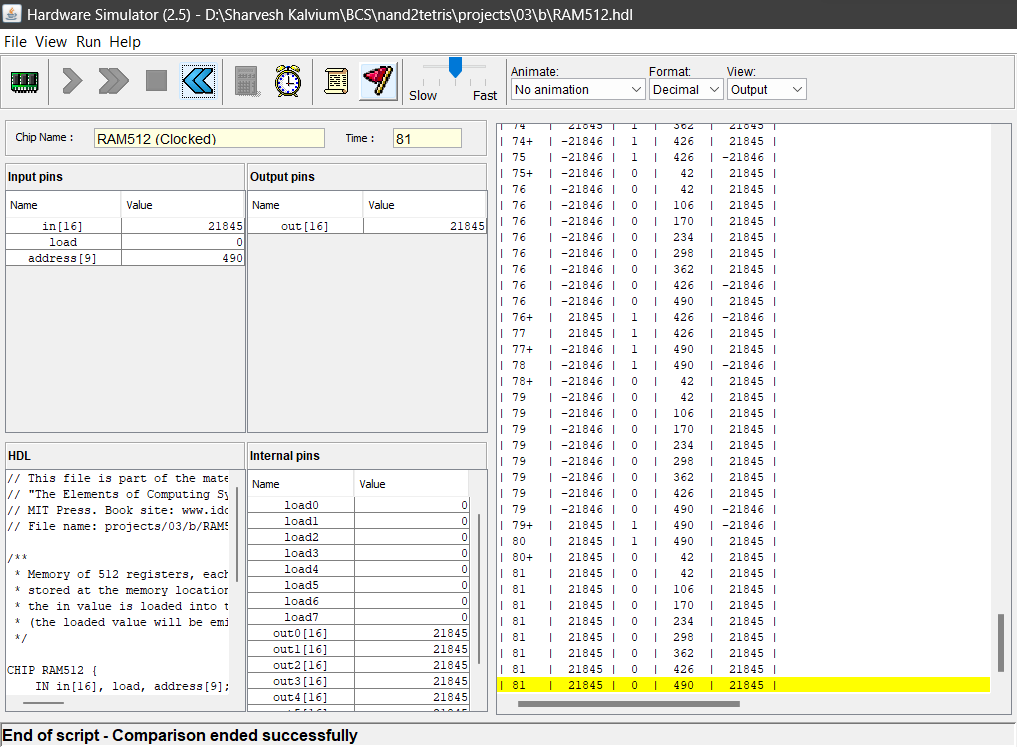 Hardware Simulator (2.5) - D:\Sharvesh Kalvium\BCS\nand2tetris\projects\03\b\RAM512.hdl
File View Run Help
Slow Fast
Animate: Format: View:
No animation Decimal Output
Chip Name : RAM512 (Clocked) Time : 81
Input pins
Name Value
in[16] 21845
load 0
address[9] 490
Output pins
Name Value
out[16] 21845
HDL
// This file is part of the mate
// "The Elements of Computing Sy
// MIT Press. Book site: www.idc
// File name: projects/03/b/RAM5
/**
* Memory of 512 registers, each
* stored at the memory location
* the in value is loaded into t
* (the loaded value will be emi
*/
CHIP RAM512 {
IN in[16], load, address[9];
Internal pins
Name Value
load0 0
load1 0
load2 0
load3 0
load4 0
load5 0
load6 0
load7 0
out0[16] 21845
out1[16] 21845
out2[16] 21845
out3[16] 21845
out4[16] 21845
| 74 | 21845 | 1 | 362 | 21845 |
| 74+ | -21846 | 1 | 426 | 21845 |
| 75 | -21846 | 1 | 426 | -21846 |
| 75+ | -21846 | 0 | 42 | 21845 |
| 76 | -21846 | 0 | 42 | 21845 |
| 76 | -21846 | 0 | 106 | 21845 |
| 76 | -21846 | 0 | 170 | 21845 |
| 76 | -21846 | 0 | 234 | 21845 |
| 76 | -21846 | 0 | 298 | 21845 |
| 76 | -21846 | 0 | 362 | 21845 |
| 76 | -21846 | 0 | 426 | -21846 |
| 76 | -21846 | 0 | 490 | 21845 |
| 76+ | 21845 | 1 | 426 | -21846 |
| 77 | 21845 | 1 | 426 | 21845 |
| 77+ | -21846 | 1 | 490 | 21845 |
| 78 | -21846 | 1 | 490 | -21846 |
| 78+ | -21846 | 0 | 42 | 21845 |
| 79 | -21846 | 0 | 42 | 21845 |
| 79 | -21846 | 0 | 106 | 21845 |
| 79 | -21846 | 0 | 170 | 21845 |
| 79 | -21846 | 0 | 234 | 21845 |
| 79 | -21846 | 0 | 298 | 21845 |
| 79 | -21846 | 0 | 362 | 21845 |
| 79 | -21846 | 0 | 426 | 21845 |
| 79 | -21846 | 0 | 490 | -21846 |
| 79+ | 21845 | 1 | 490 | -21846 |
| 80 | 21845 | 1 | 490 | 21845 |
| 80+ | 21845 | 0 | 42 | 21845 |
| 81 | 21845 | 0 | 42 | 21845 |
| 81 | 21845 | 0 | 106 | 21845 |
| 81 | 21845 | 0 | 170 | 21845 |
| 81 | 21845 | 0 | 234 | 21845 |
| 81 | 21845 | 0 | 298 | 21845 |
| 81 | 21845 | 0 | 362 | 21845 |
| 81 | 21845 | 0 | 426 | 21845 |
| 81 | 21845 | 0 | 490 | 21845 |
End of script - Comparison ended successfully